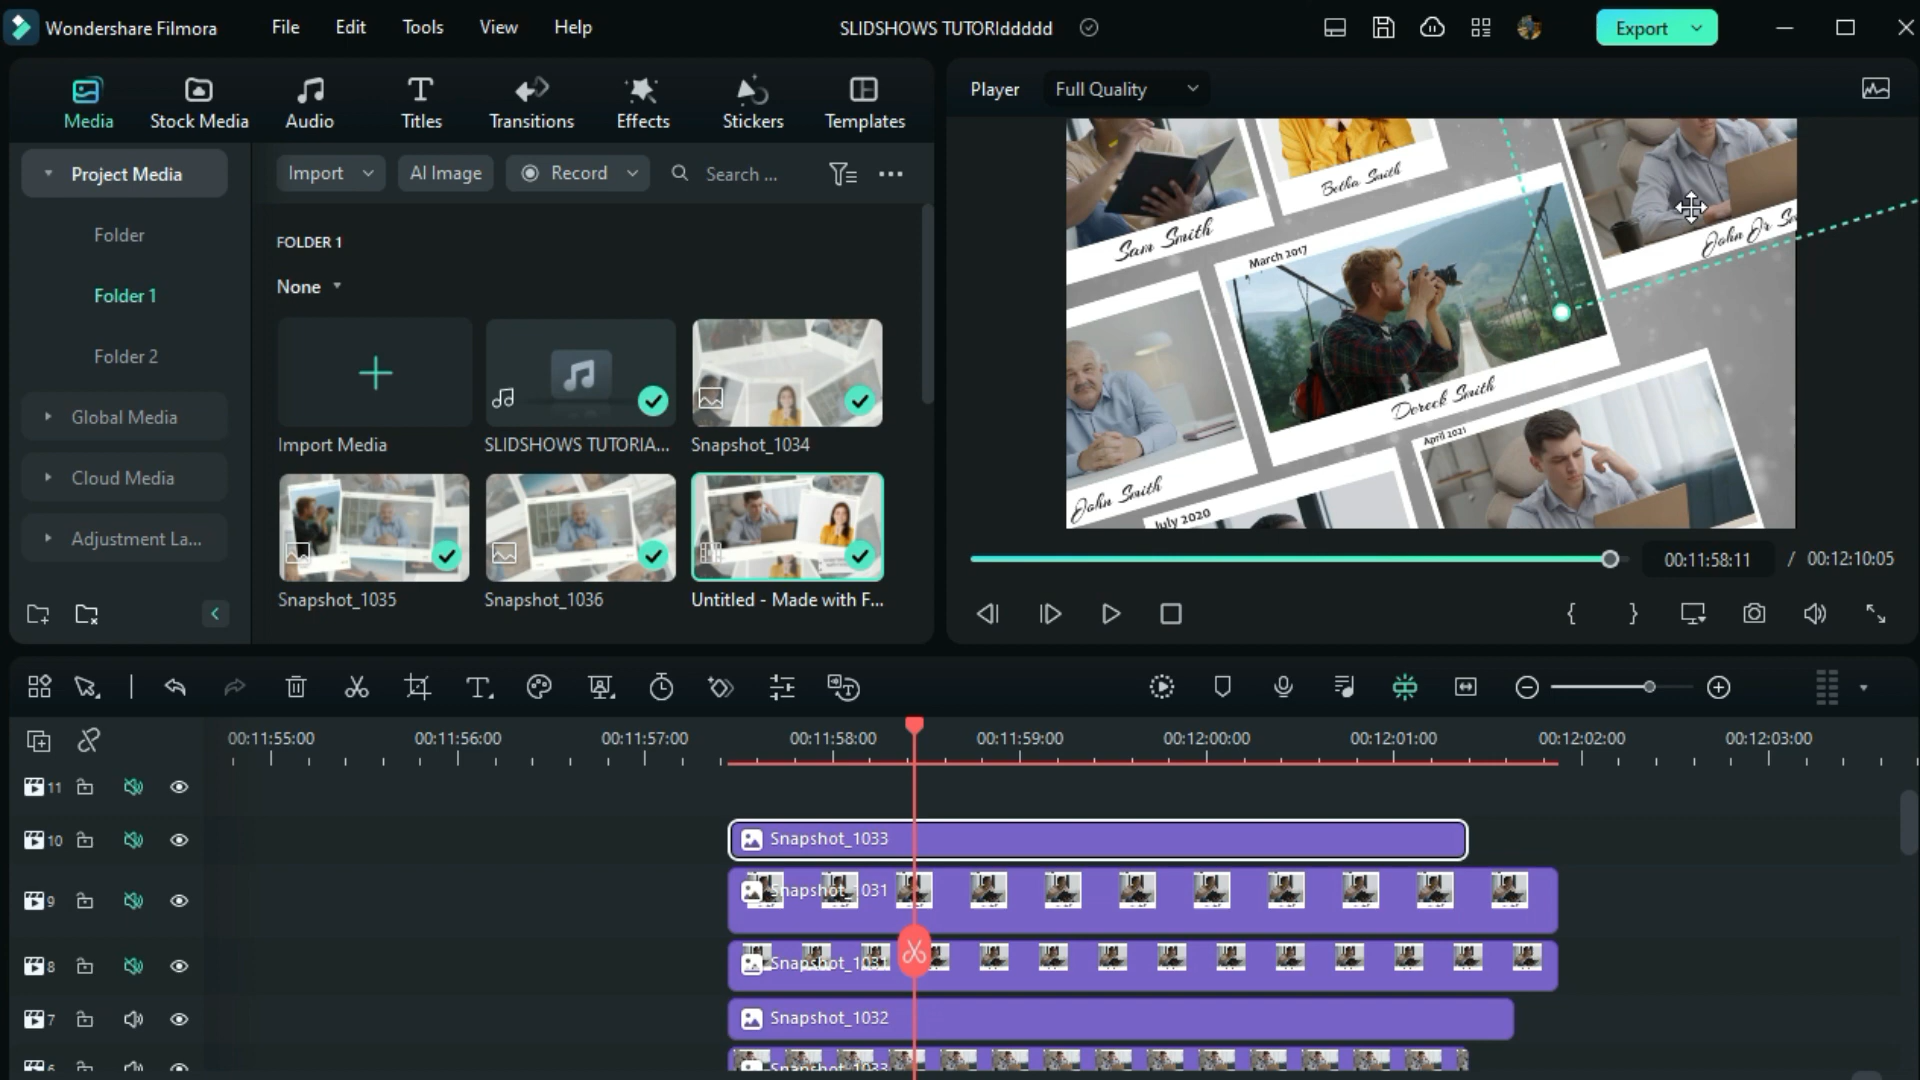 Wondershare Filmora
File Edit Tools View Help
SLIDSHOWS TUTORIddddd
Export
Media Stock Media Audio Titles Transitions Effects Stickers Templates
Player Full Quality
Project Media
Import AI Image Record Search ...
Folder
Folder 1
Folder 2
Global Media
Cloud Media
Adjustment La...
FOLDER 1
None
Import Media
SLIDSHOWS TUTORIA...
Snapshot_1034
Snapshot_1035
Snapshot_1036
Untitled - Made with F...
Betha Smith
Sam Smith
John Jr
March 2017
Dereck Smith
April 2021
John Smith
July 2020
00:11:58:11 / 00:12:10:05
00:11:55:00 00:11:56:00 00:11:57:00 00:11:58:00 00:11:59:00 00:12:00:00 00:12:01:00 00:12:02:00 00:12:03:00
11
10 Snapshot_1033
9 Snapshot_1031
8 Snapshot_1031
7 Snapshot_1032
6 Snapshot_1033